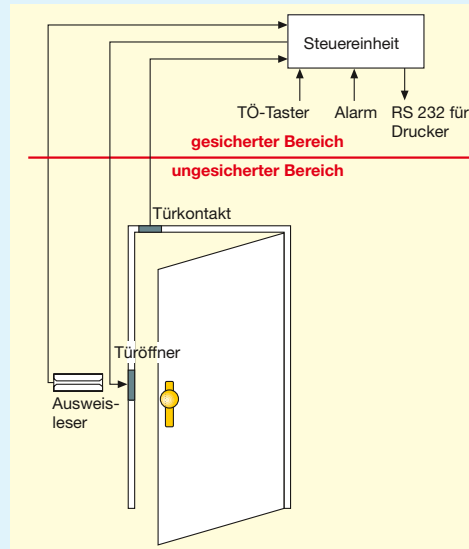 Steuereinheit
TÖ-Taster
Alarm
RS 232 für
Drucker
gesicherter Bereich
ungesicherter Bereich
Türkontakt
Türöffner
Ausweis-
leser